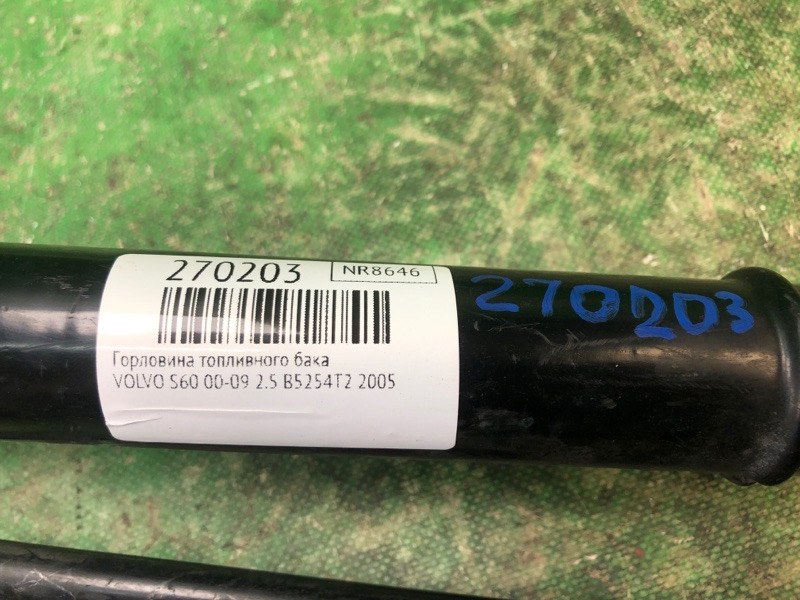 270203 NR8646
270203
Горловина топливного бака
VOLVO S60 00-09 2.5 B5254T2 2005